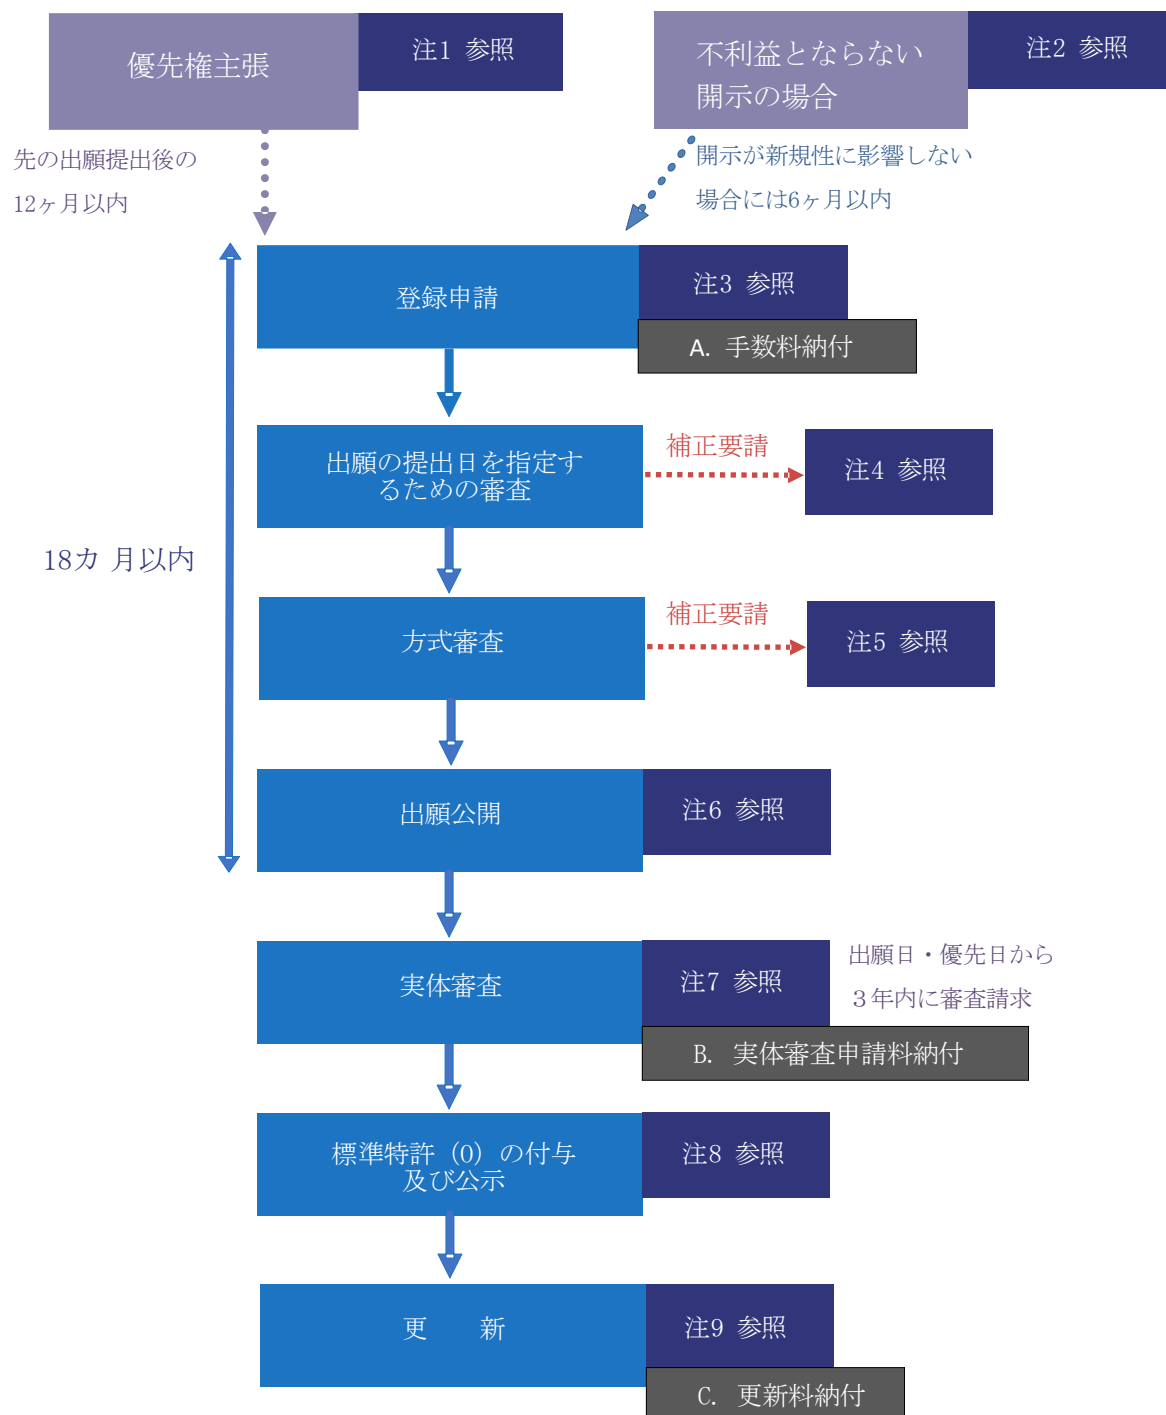 優先権主張
注1 参照
不利益とならない
開示の場合
注2 参照
先の出願提出後の
12ヶ月以内
開示が新規性に影響しない
場合には6ヶ月以内
登録申請
注3 参照
A. 手数料納付
出願の提出日を指定す
るための審査
補正要請
注4 参照
18カ 月以内
方式審査
補正要請
注5 参照
出願公開
注6 参照
実体審査
注7 参照
出願日・優先日から
３年内に審査請求
B. 実体審査申請料納付
標準特許（O）の付与
及び公示
注8 参照
更　　新
注9 参照
C. 更新料納付